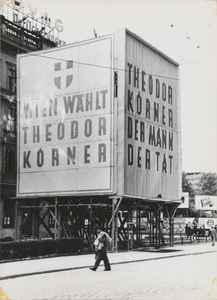 WIEN WÄHLT
THEODOR
KÖRNER
THEODOR
KÖRNER
DER MANN
DER TAT